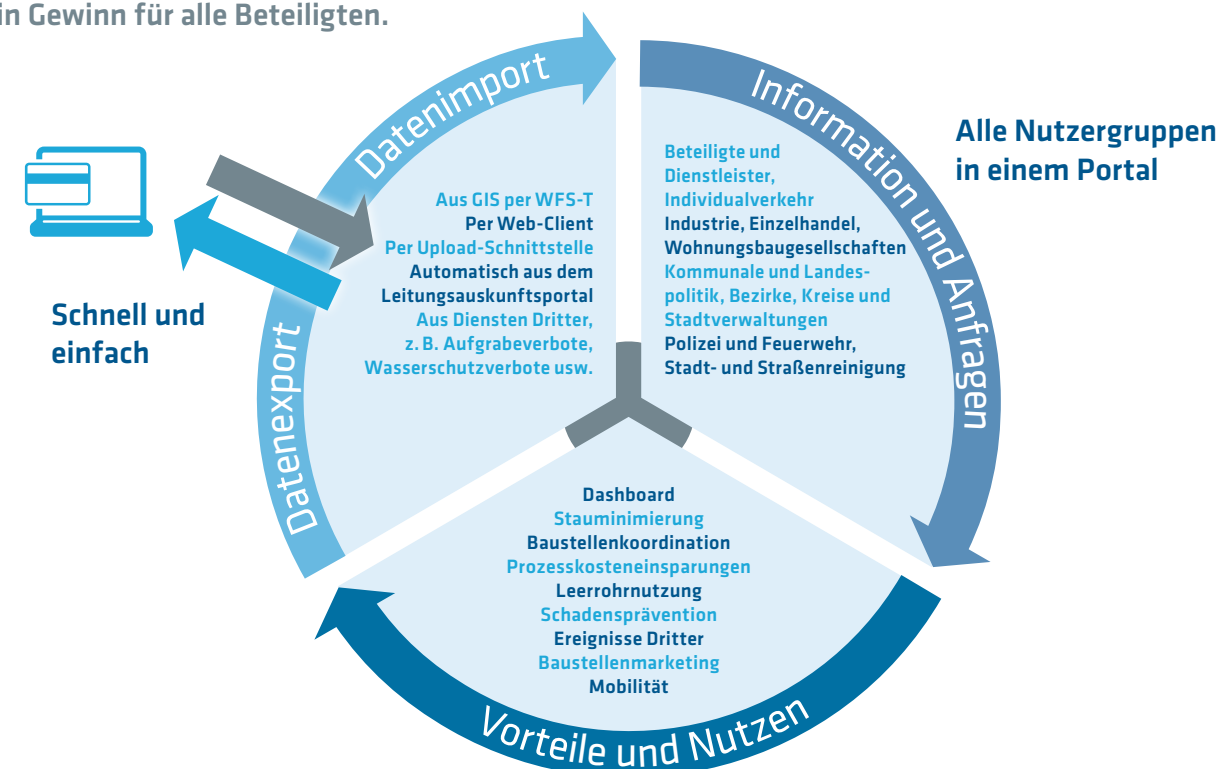 in Gewinn für alle Beteiligten.
Datenimport
Information und Anfragen
Alle Nutzergruppen
in einem Portal
Schnell und
einfach
Datenexport
Aus GIS per WFS-T
Per Web-Client
Per Upload-Schnittstelle
Automatisch aus dem
Leitungsauskunftsportal
Aus Diensten Dritter,
z. B. Aufgrabeverbote,
Wasserschutzverbote usw.
Beteiligte und
Dienstleister,
Individualverkehr
Industrie, Einzelhandel,
Wohnungsbaugesellschaften
Kommunale und Landes-
politik, Bezirke, Kreise und
Stadtverwaltungen
Polizei und Feuerwehr,
Stadt- und Straßenreinigung
Dashboard
Stauminimierung
Baustellenkoordination
Prozesskosteneinsparungen
Leerrohrnutzung
Schadensprävention
Ereignisse Dritter
Baustellenmarketing
Mobilität
Vorteile und Nutzen